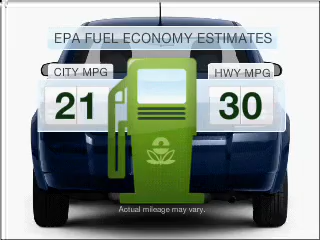 EPA FUEL ECONOMY ESTIMATES
CITY MPG
HWY MPG
21
30
Actual mileage may vary.